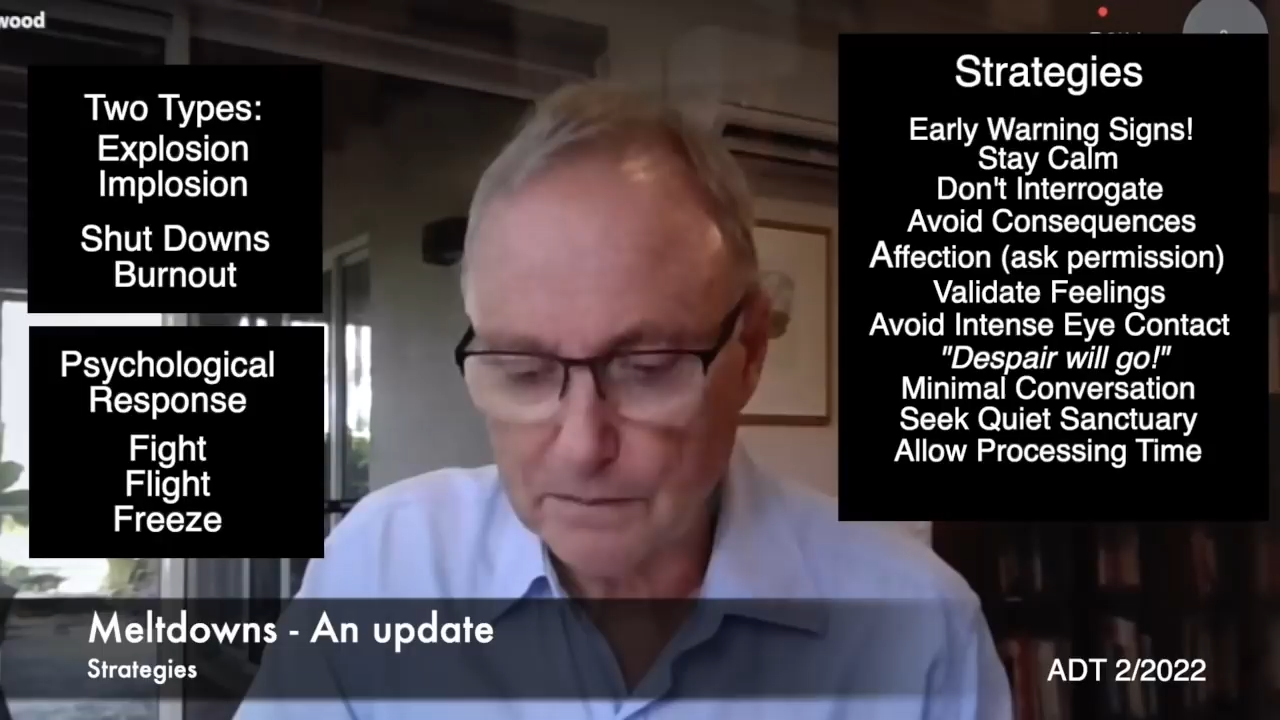 wood
Two Types:
Explosion
Implosion
Shut Downs
Burnout
Psychological
Response
Fight
Flight
Freeze
Strategies
Early Warning Signs!
Stay Calm
Don't Interrogate
Avoid Consequences
Affection (ask permission)
Validate Feelings
Avoid Intense Eye Contact
"Despair will go!"
Minimal Conversation
Seek Quiet Sanctuary
Allow Processing Time
Meltdowns - An update
Strategies
ADT 2/2022